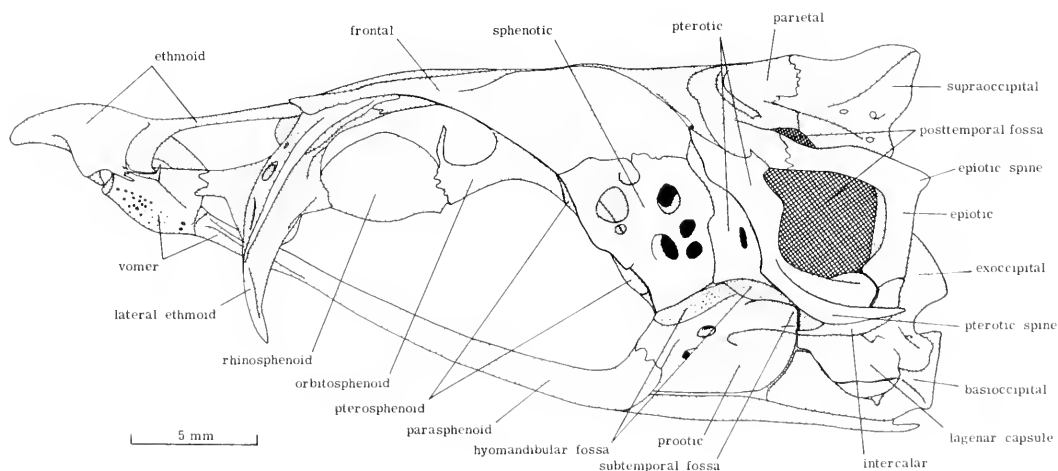 parietal
frontal
sphenotic
pterotic
ethmoid
supraoccipital
posttemporal fossa
epiotic spine
epiotic
exoccipital
vomer
lateral ethmoid
pterotic spine
rhinosphenoid
orbitosphenoid
basioccipital
pterosphenoid
parasphenoid
5 mm
prootic
lagenar capsule
hyomandibular fossa
subtemporal fossa
intercalar